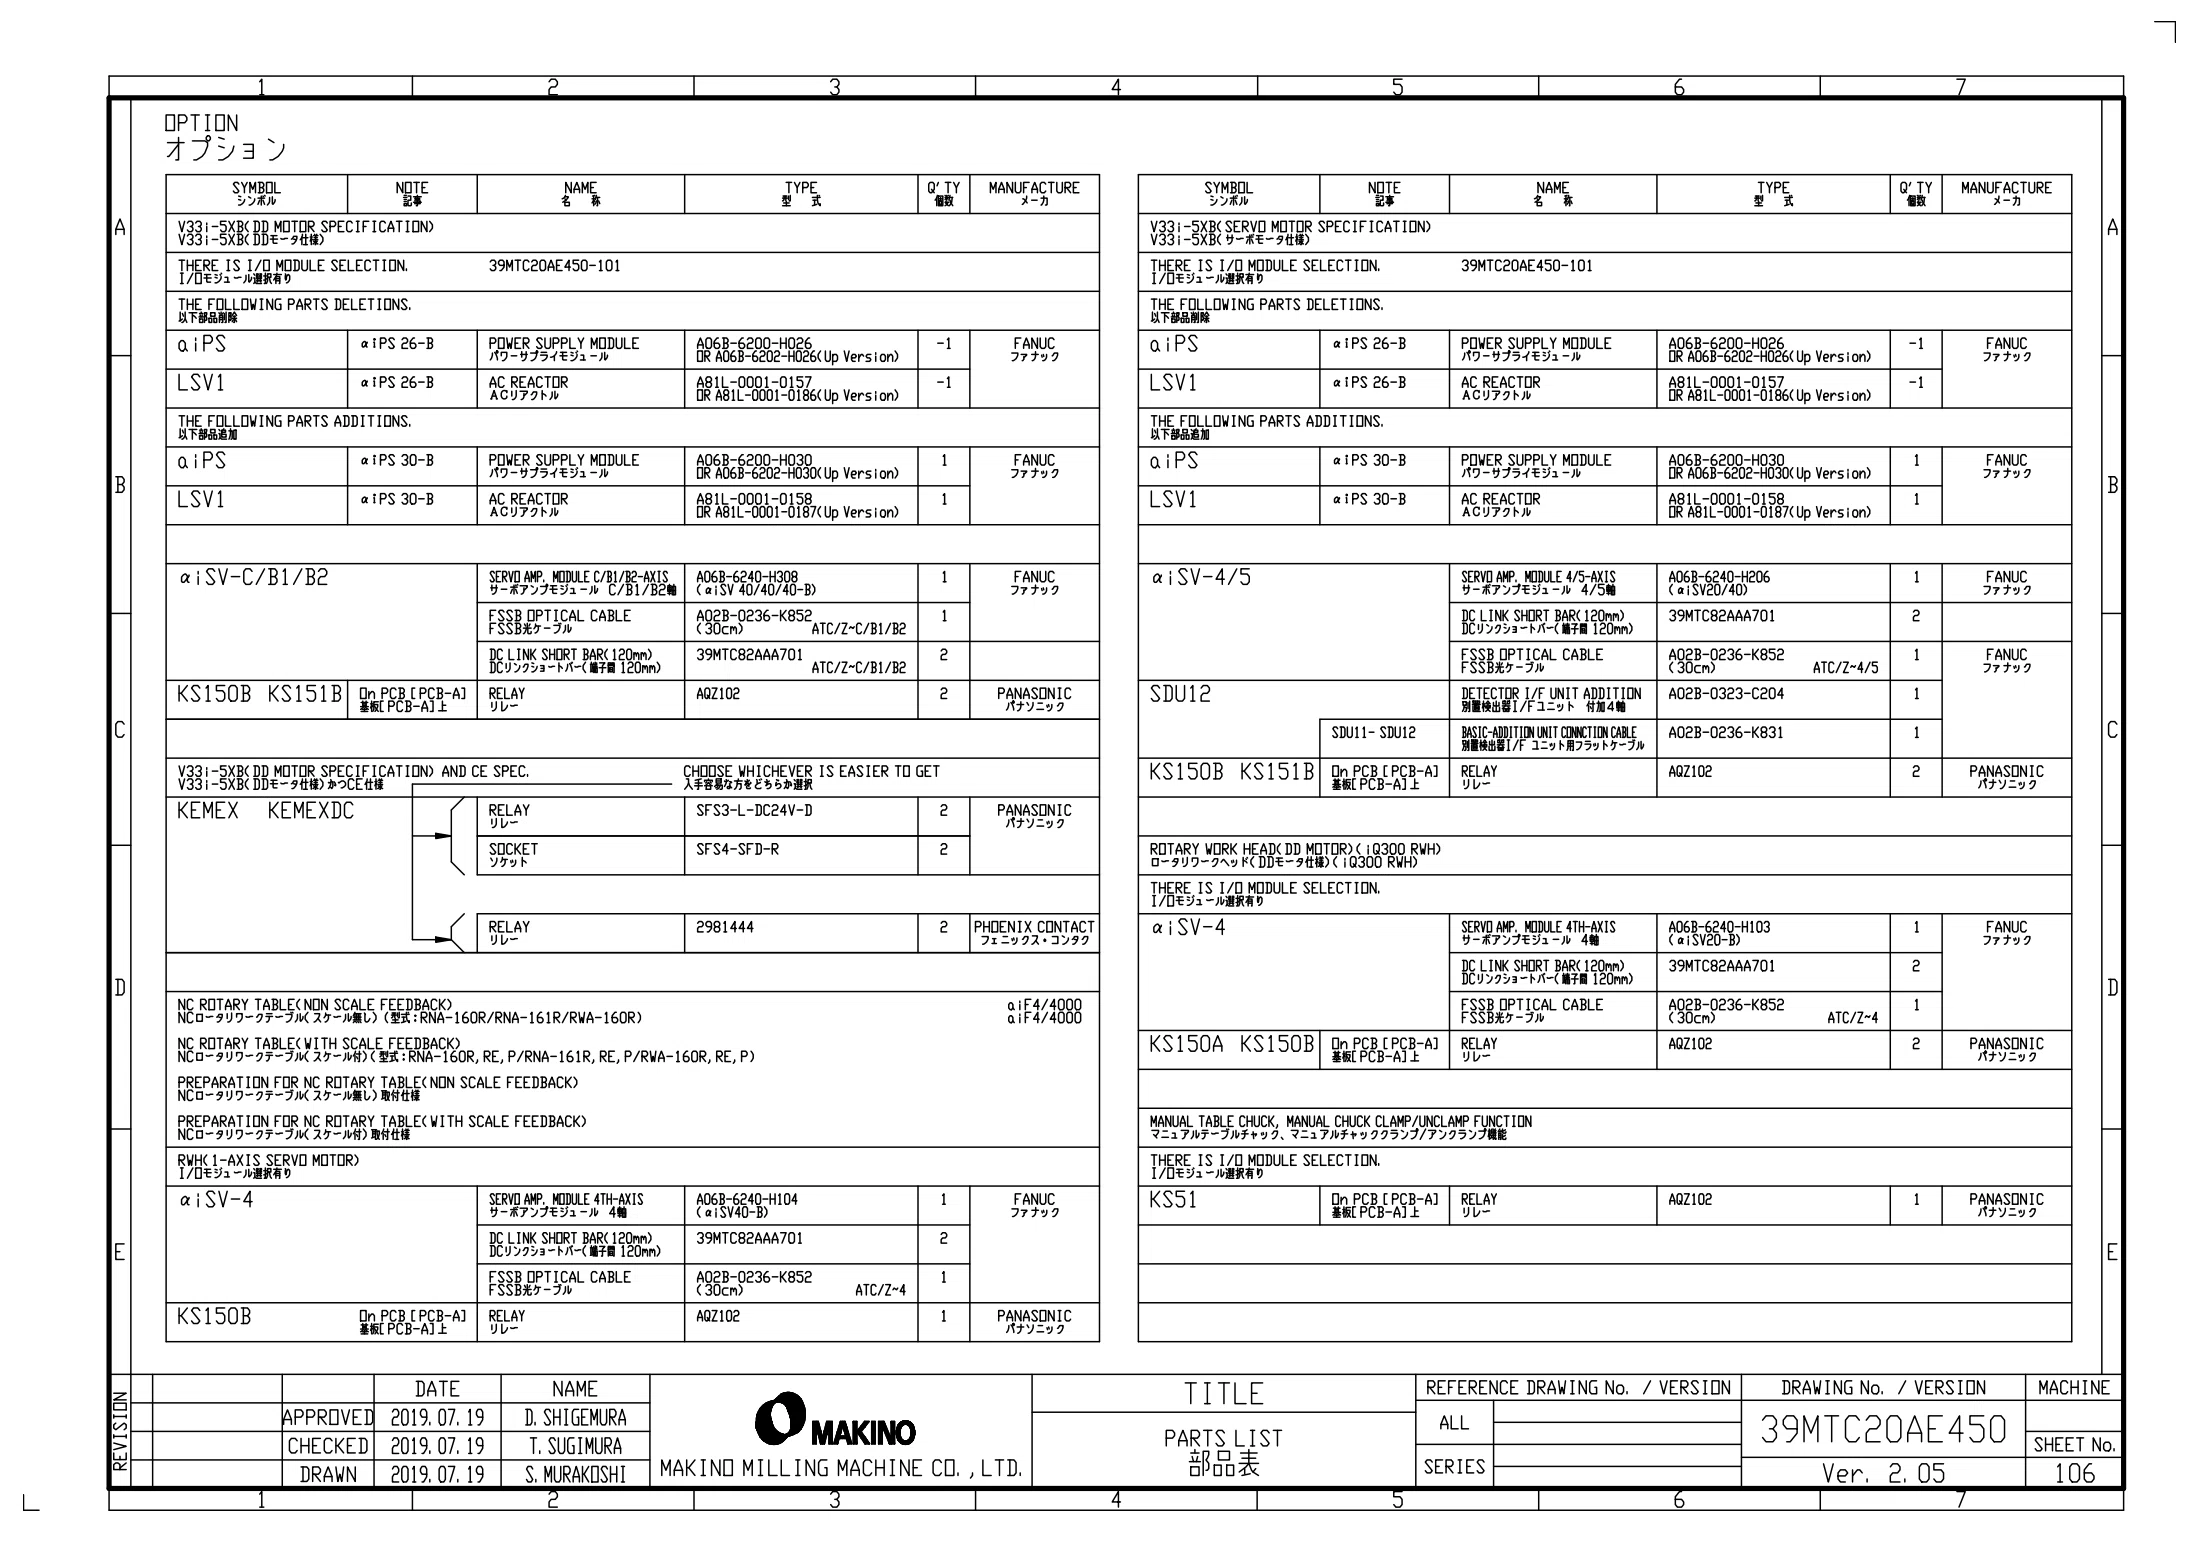 1 2 3 4 5 6 7
OPTION
オプション
SYMBOL NOTE NAME TYPE Q'TY MANUFACTURE
シンボル 記事 名 称 型 式 個数 メーカ
V33i-5XB(DD MOTOR SPECIFICATION)
V33i-5XB(DDモータ仕様)
THERE IS I/O MODULE SELECTION. 39MTC20AE450-101
I/Oモジュール選択有り
THE FOLLOWING PARTS DELETIONS.
以下部品削除
αiPS αiPS 26-B POWER SUPPLY MODULE A06B-6200-H026 -1 FANUC
パワーサプライモジュール OR A06B-6202-H026(Up Version) ファナック
LSV1 αiPS 26-B AC REACTOR A81L-0001-0157 -1
ACリアクトル OR A81L-0001-0186(Up Version)
THE FOLLOWING PARTS ADDITIONS.
以下部品追加
αiPS αiPS 30-B POWER SUPPLY MODULE A06B-6200-H030 1 FANUC
パワーサプライモジュール OR A06B-6202-H030(Up Version) ファナック
LSV1 αiPS 30-B AC REACTOR A81L-0001-0158 1
ACリアクトル OR A81L-0001-0187(Up Version)
αiSV-C/B1/B2 SERVO AMP. MODULE C/B1/B2-AXIS A06B-6240-H308 1 FANUC
サーボアンプモジュール C/B1/B2軸 (αiSV 40/40/40-B) ファナック
FSSB OPTICAL CABLE A02B-0236-K852 1
FSSB光ケーブル (30cm) ATC/Z~C/B1/B2
DC LINK SHORT BAR(120mm) 39MTC82AAA701 2
DCリンクショートバー(端子間 120mm) ATC/Z~C/B1/B2
KS150B KS151B On PCB [PCB-A] RELAY AQZ102 2 PANASONIC
基板[PCB-A]上 リレー パナソニック
V33i-5XB(DD MOTOR SPECIFICATION) AND CE SPEC. CHOOSE WHICHEVER IS EASIER TO GET
V33i-5XB(DDモータ仕様)かつCE仕様 入手容易な方をどちらか選択
KEMEX KEMEXDC RELAY SFS3-L-DC24V-D 2 PANASONIC
リレー パナソニック
SOCKET SFS4-SFD-R 2
ソケット
RELAY 2981444 2 PHOENIX CONTACT
リレー フェニックス・コンタク
NC ROTARY TABLE(NON SCALE FEEDBACK) αiF4/4000
NCロータリワークテーブル(スケール無し) (型式:RNA-160R/RNA-161R/RWA-160R) αiF4/4000
NC ROTARY TABLE(WITH SCALE FEEDBACK)
NCロータリワークテーブル(スケール付)(型式:RNA-160R,RE,P/RNA-161R,RE,P/RWA-160R,RE,P)
PREPARATION FOR NC ROTARY TABLE(NON SCALE FEEDBACK)
NCロータリワークテーブル(スケール無し)取付仕様
PREPARATION FOR NC ROTARY TABLE(WITH SCALE FEEDBACK)
NCロータリワークテーブル(スケール付)取付仕様
RWH(1-AXIS SERVO MOTOR)
I/Oモジュール選択有り
αiSV-4 SERVO AMP. MODULE 4TH-AXIS A06B-6240-H104 1 FANUC
サーボアンプモジュール 4軸 (αiSV40-B) ファナック
DC LINK SHORT BAR(120mm) 39MTC82AAA701 2
DCリンクショートバー(端子間 120mm)
FSSB OPTICAL CABLE A02B-0236-K852 1
FSSB光ケーブル (30cm) ATC/Z~4
KS150B On PCB [PCB-A] RELAY AQZ102 1 PANASONIC
基板[PCB-A]上 リレー パナソニック
SYMBOL NOTE NAME TYPE Q'TY MANUFACTURE
シンボル 記事 名 称 型 式 個数 メーカ
V33i-5XB(SERVO MOTOR SPECIFICATION)
V33i-5XB(サーボモータ仕様)
THERE IS I/O MODULE SELECTION. 39MTC20AE450-101
I/Oモジュール選択有り
THE FOLLOWING PARTS DELETIONS.
以下部品削除
αiPS αiPS 26-B POWER SUPPLY MODULE A06B-6200-H026 -1 FANUC
パワーサプライモジュール OR A06B-6202-H026(Up Version) ファナック
LSV1 αiPS 26-B AC REACTOR A81L-0001-0157 -1
ACリアクトル OR A81L-0001-0186(Up Version)
THE FOLLOWING PARTS ADDITIONS.
以下部品追加
αiPS αiPS 30-B POWER SUPPLY MODULE A06B-6200-H030 1 FANUC
パワーサプライモジュール OR A06B-6202-H030(Up Version) ファナック
LSV1 αiPS 30-B AC REACTOR A81L-0001-0158 1
ACリアクトル OR A81L-0001-0187(Up Version)
αiSV-4/5 SERVO AMP. MODULE 4/5-AXIS A06B-6240-H206 1 FANUC
サーボアンプモジュール 4/5軸 (αiSV20/40) ファナック
DC LINK SHORT BAR(120mm) 39MTC82AAA701 2
DCリンクショートバー(端子間 120mm)
FSSB OPTICAL CABLE A02B-0236-K852 1 FANUC
FSSB光ケーブル (30cm) ATC/Z~4/5 ファナック
SDU12 DETECTOR I/F UNIT ADDITION A02B-0323-C204 1
別置検出器I/Fユニット 付加4軸
SDU11- SDU12 BASIC-ADDITION UNIT CONNCTION CABLE A02B-0236-K831 1
別置検出器I/F ユニット用フラットケーブル
KS150B KS151B On PCB [PCB-A] RELAY AQZ102 2 PANASONIC
基板[PCB-A]上 リレー パナソニック
ROTARY WORK HEAD(DD MOTOR)(iQ300 RWH)
ロータリワークヘッド(DDモータ仕様)(iQ300 RWH)
THERE IS I/O MODULE SELECTION.
I/Oモジュール選択有り
αiSV-4 SERVO AMP. MODULE 4TH-AXIS A06B-6240-H103 1 FANUC
サーボアンプモジュール 4軸 (αiSV20-B) ファナック
DC LINK SHORT BAR(120mm) 39MTC82AAA701 2
DCリンクショートバー(端子間 120mm)
FSSB OPTICAL CABLE A02B-0236-K852 1
FSSB光ケーブル (30cm) ATC/Z~4
KS150A KS150B On PCB [PCB-A] RELAY AQZ102 2 PANASONIC
基板[PCB-A]上 リレー パナソニック
MANUAL TABLE CHUCK, MANUAL CHUCK CLAMP/UNCLAMP FUNCTION
マニュアルテーブルチャック、マニュアルチャッククランプ/アンクランプ機能
THERE IS I/O MODULE SELECTION.
I/Oモジュール選択有り
KS51 On PCB [PCB-A] RELAY AQZ102 1 PANASONIC
基板[PCB-A]上 リレー パナソニック
A A
B B
C C
D D
E E
REVISION
DATE NAME
APPROVED 2019.07.19 D. SHIGEMURA
CHECKED 2019.07.19 T. SUGIMURA
DRAWN 2019.07.19 S. MURAKOSHI
MAKINO
MAKINO MILLING MACHINE CO.,LTD.
TITLE
PARTS LIST
部品表
REFERENCE DRAWING No. / VERSION
ALL
SERIES
DRAWING No. / VERSION
39MTC20AE450
Ver. 2.05
MACHINE
SHEET No.
106
1 2 3 4 5 6 7